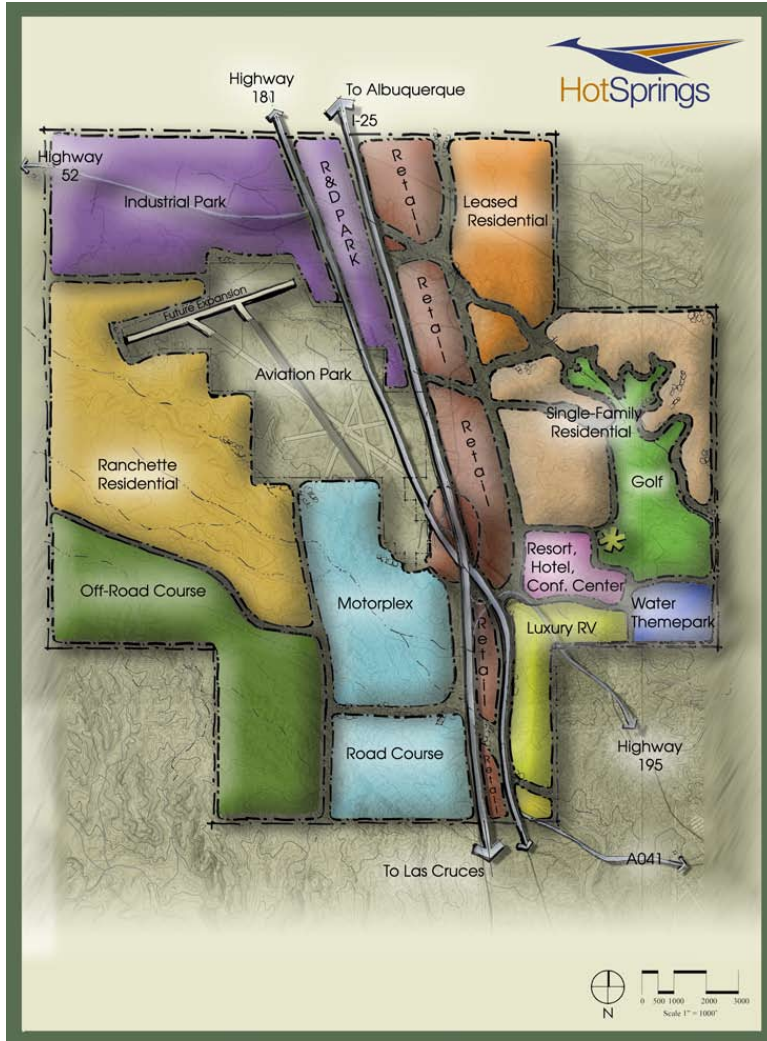 HotSprings
Highway
181
To Albuquerque
I-25
Highway
52
Industrial Park
R&D PARK
Retail
Leased
Residential
Retail
Future Expansion
Aviation Park
Single-Family
Residential
Retail
Ranchette
Residential
Golf
Resort,
Hotel,
Conf. Center
Off-Road Course
Motorplex
Water
Themepark
Luxury RV
Retail
Road Course
Highway
195
Retail
To Las Cruces
A041
N
0 500 1000 2000 3000
Scale 1" = 1000'